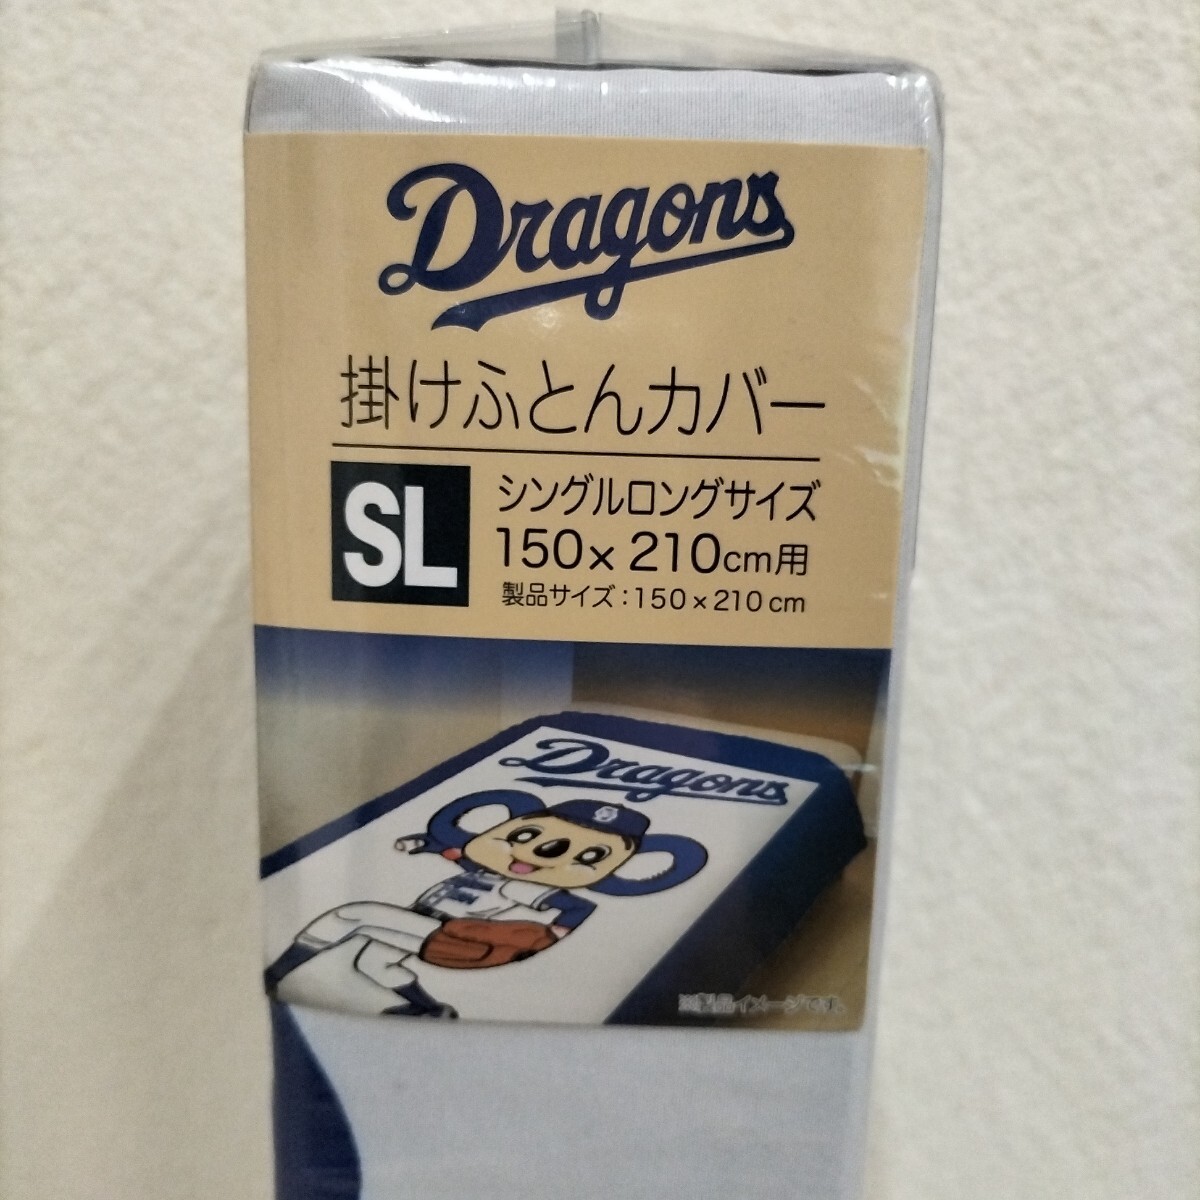 Dragons
掛けふとんカバー
SL
シングルロングサイズ
150×210cm用
製品サイズ:150×210cm
Dragons
※製品イメージです。